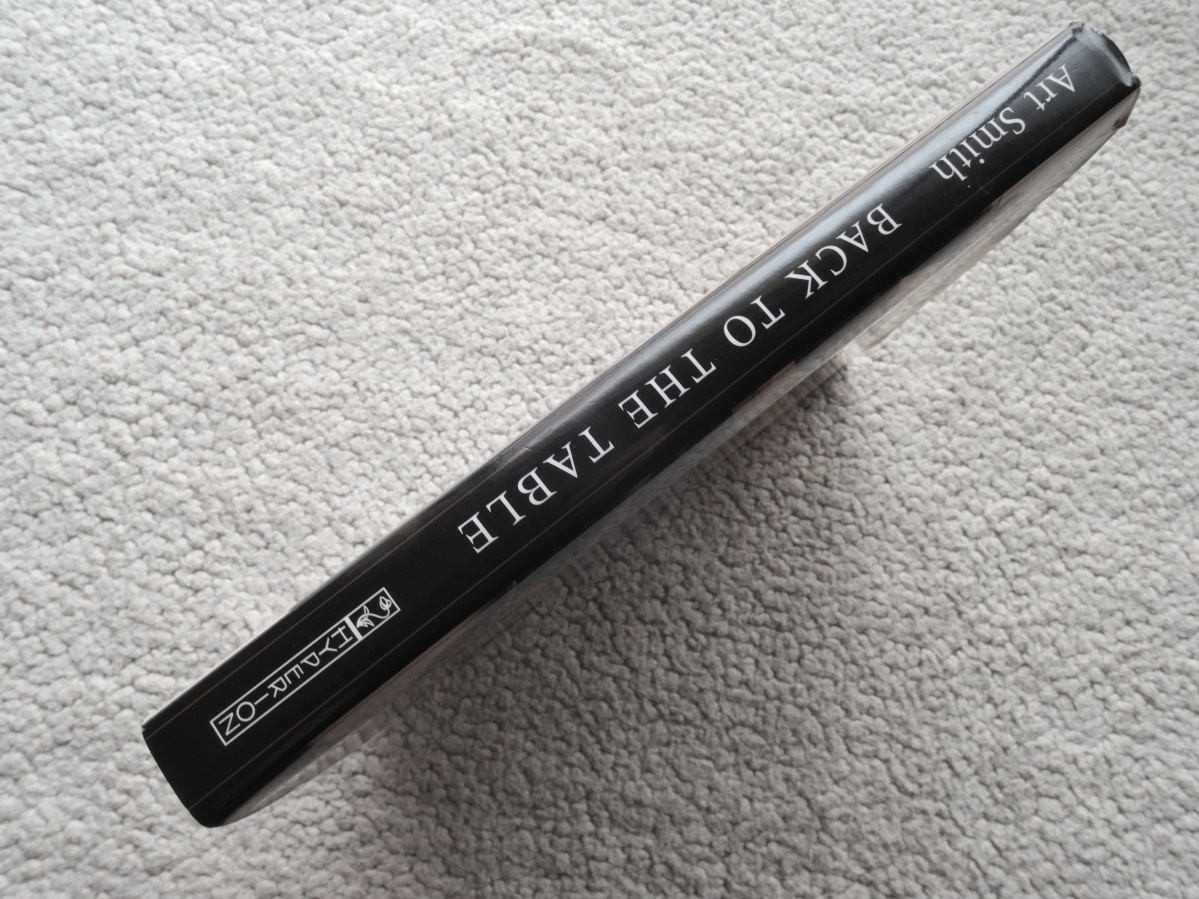 Art Smith BACK TO THE TABLE
HYPERION